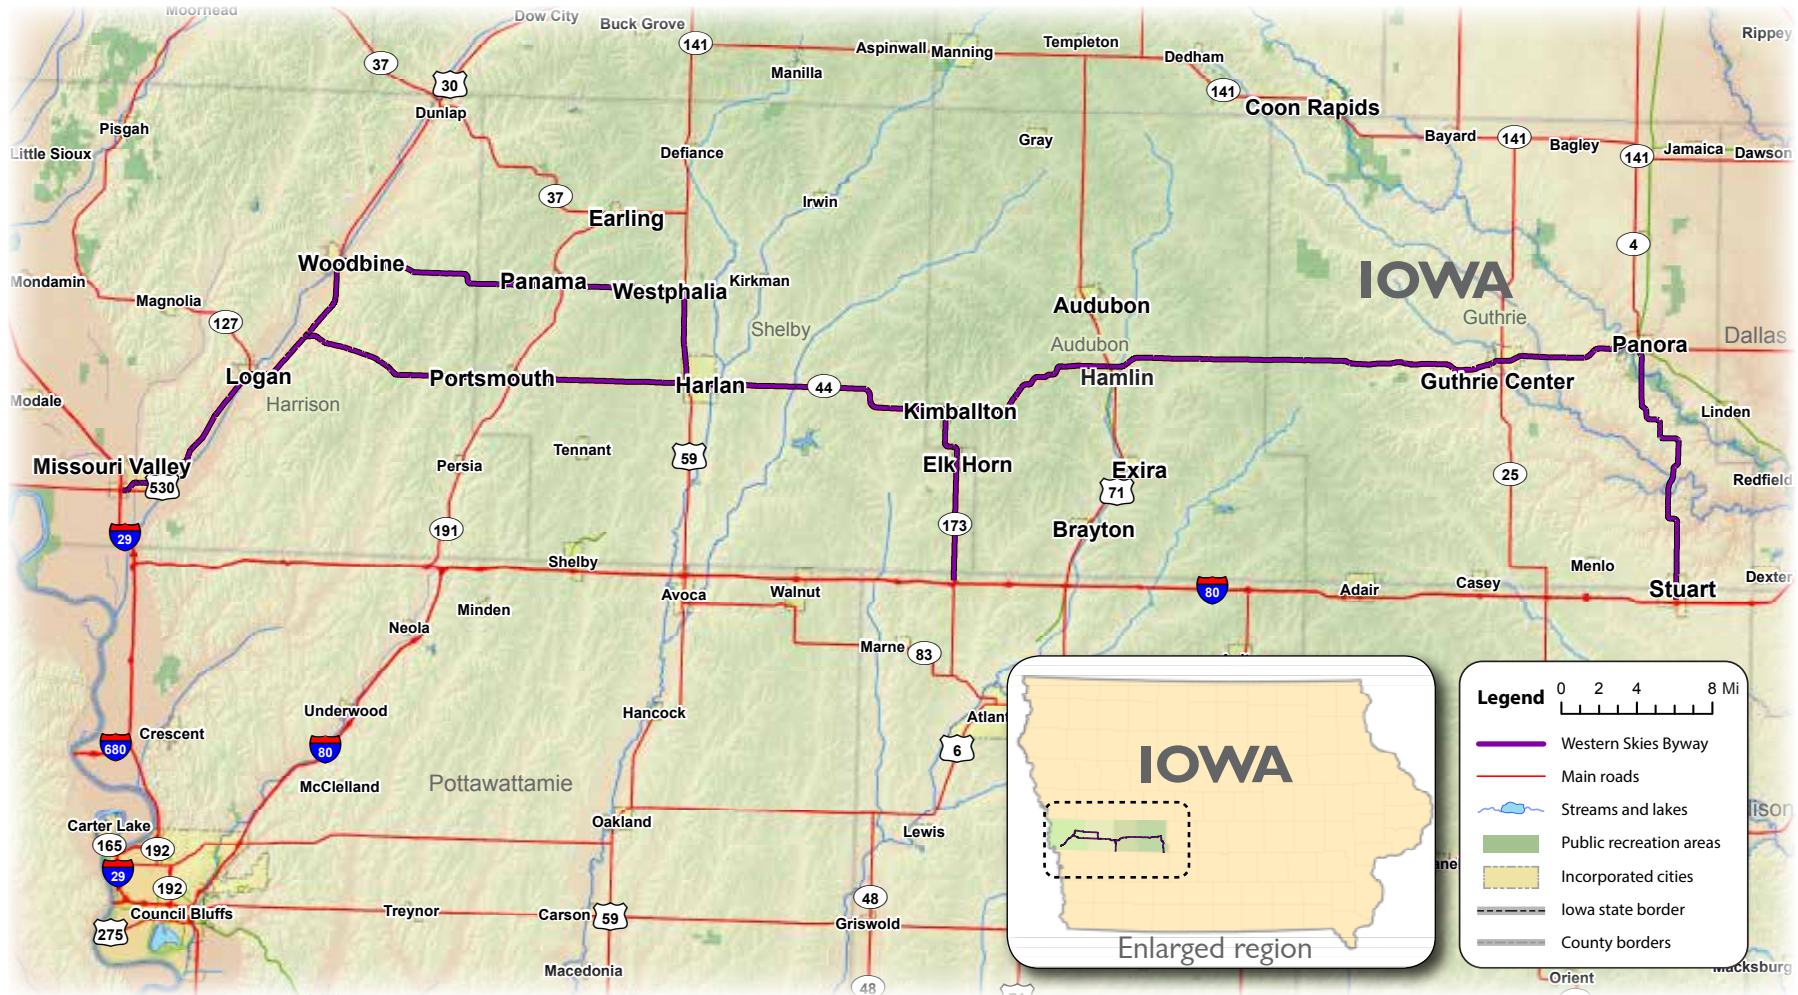 Moorhead
Dow City
Buck Grove
141
Aspinwall
Manning
Templeton
Dedham
Rippey
37
30
Manilla
141
Coon Rapids
Dunlap
Pisgah
Little Sioux
Defiance
Gray
Bayard
141
Bagley
141
Jamaica
Dawson
37
Earling
Irwin
4
Woodbine
Panama
Westphalia
Kirkman
IOWA
Mondamin
Magnolia
127
Shelby
Audubon
Audubon
Guthrie
Panora
Dallas
Logan
Portsmouth
Harlan
44
Hamlin
Guthrie Center
Modale
Harrison
Kimballton
Linden
Missouri Valley
530
Persia
Tennant
59
Elk Horn
Exira
71
25
Redfield
29
191
173
Brayton
Shelby
Avoca
Walnut
80
Adair
Casey
Menlo
Stuart
Dexter
Minden
Neola
Marne
83
Underwood
Hancock
Atlan
Crescent
680
80
6
McClelland
Pottawattamie
Carter Lake
165
192
Oakland
Lewis
29
192
Council Bluffs
275
Treynor
Carson
59
48
Griswold
Macedonia
48
IOWA
Enlarged region
Legend
0 2 4 8 Mi
Western Skies Byway
Main roads
Streams and lakes
Public recreation areas
Incorporated cities
Iowa state border
County borders
lison
Macksburg
Orient